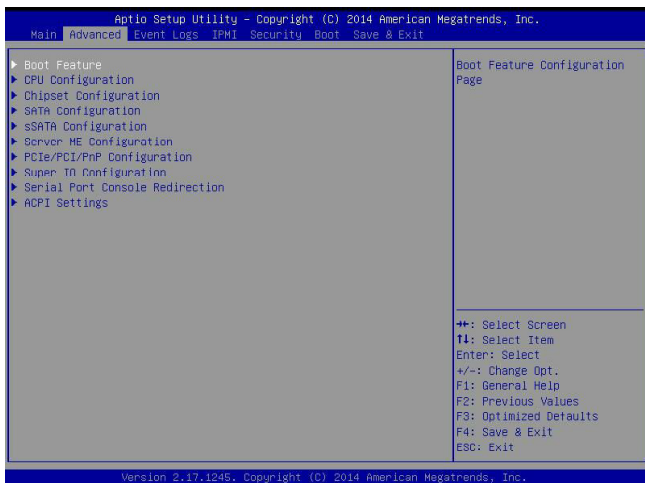 Aptio Setup Utility – Copyright (C) 2014 American Megatrends, Inc.
Main Advanced Event Logs IPMI Security Boot Save & Exit
Boot Feature
CPU Configuration
Chipset Configuration
SATA Configuration
sSATA Configuration
Server ME Configuration
PCIe/PCI/PnP Configuration
Super IO Configuration
Serial Port Console Redirection
ACPI Settings
Boot Feature Configuration
Page
→←: Select Screen
↑↓: Select Item
Enter: Select
+/-: Change Opt.
F1: General Help
F2: Previous Values
F3: Optimized Defaults
F4: Save & Exit
ESC: Exit
Version 2.17.1245. Copyright (C) 2014 American Megatrends, Inc.